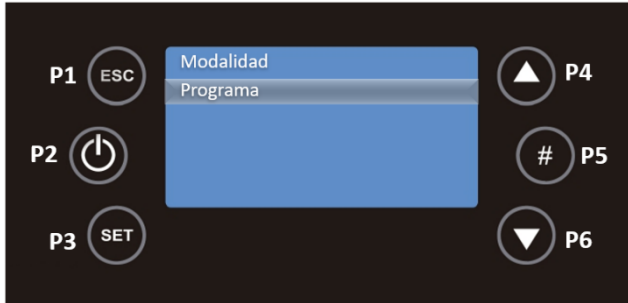 Modalidad
Programa
P1 ESC
P2
P3 SET
P4
# P5
P6